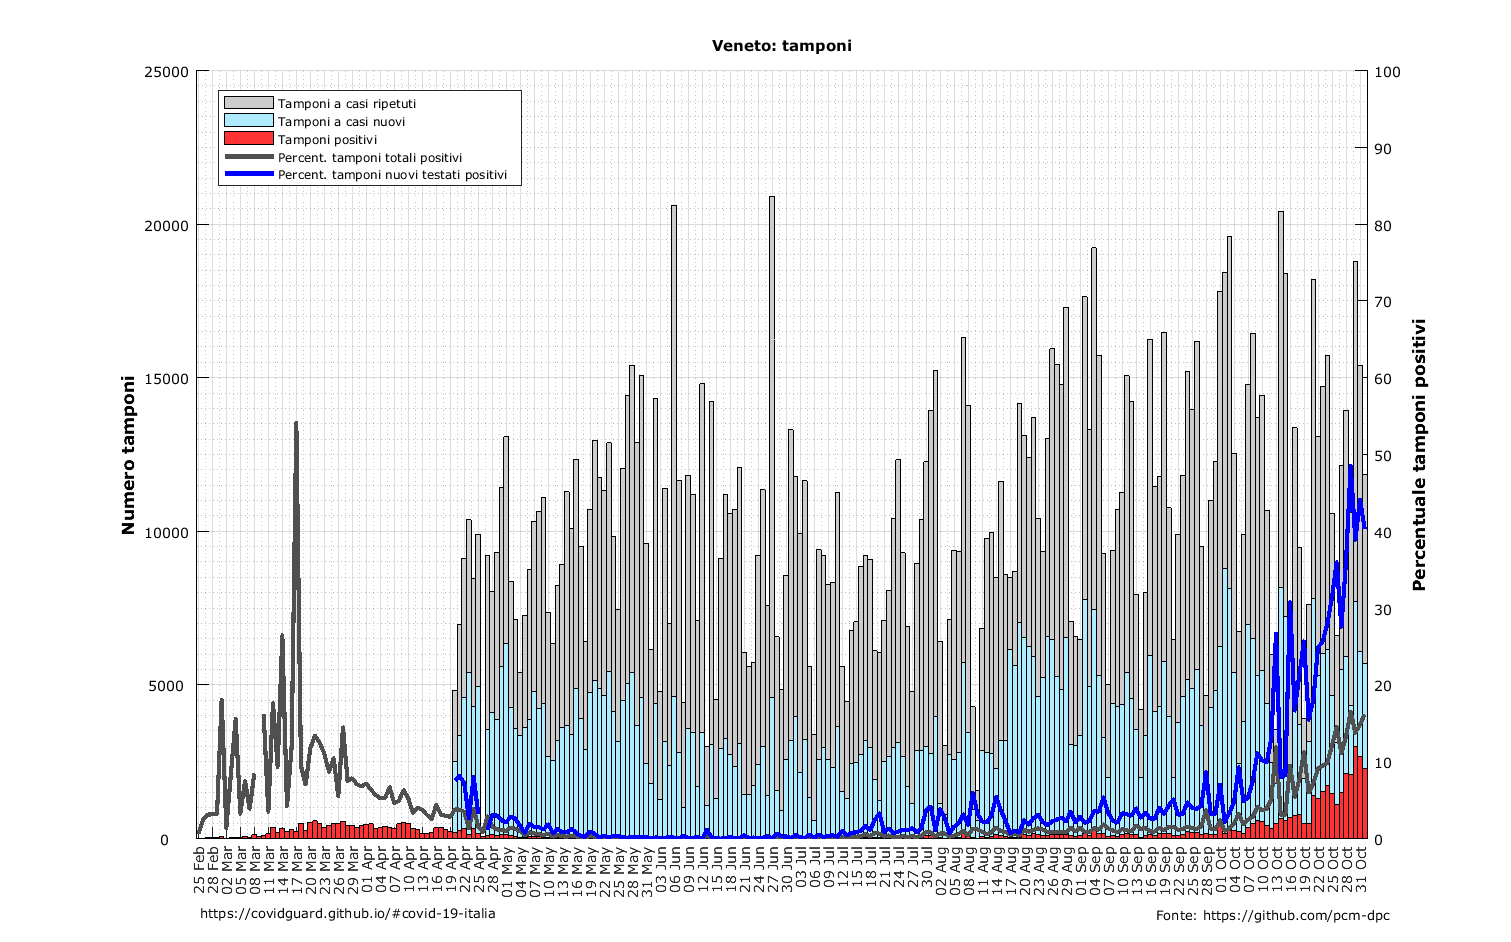 Veneto: tamponi
25000
20000
15000
10000
5000
0
Numero tamponi
Tamponi a casi ripetuti
Tamponi a casi nuovi
Tamponi positivi
Percent. tamponi totali positivi
Percent. tamponi nuovi testati positivi
100
90
80
70
60
50
40
30
20
10
0
Percentuale tamponi positivi
25 Feb
28 Feb
02 Mar
05 Mar
08 Mar
11 Mar
14 Mar
17 Mar
20 Mar
23 Mar
26 Mar
29 Mar
01 Apr
04 Apr
07 Apr
10 Apr
13 Apr
16 Apr
19 Apr
22 Apr
25 Apr
28 Apr
01 May
04 May
07 May
10 May
13 May
16 May
19 May
22 May
25 May
28 May
31 May
03 Jun
06 Jun
09 Jun
12 Jun
15 Jun
18 Jun
21 Jun
24 Jun
27 Jun
30 Jun
03 Jul
06 Jul
09 Jul
12 Jul
15 Jul
18 Jul
21 Jul
24 Jul
27 Jul
30 Jul
02 Aug
05 Aug
08 Aug
11 Aug
14 Aug
17 Aug
20 Aug
23 Aug
26 Aug
29 Aug
01 Sep
04 Sep
07 Sep
10 Sep
13 Sep
16 Sep
19 Sep
22 Sep
25 Sep
28 Sep
01 Oct
04 Oct
07 Oct
10 Oct
13 Oct
16 Oct
19 Oct
22 Oct
25 Oct
28 Oct
31 Oct
https://covidguard.github.io/#covid-19-italia
Fonte: https://github.com/pcm-dpc